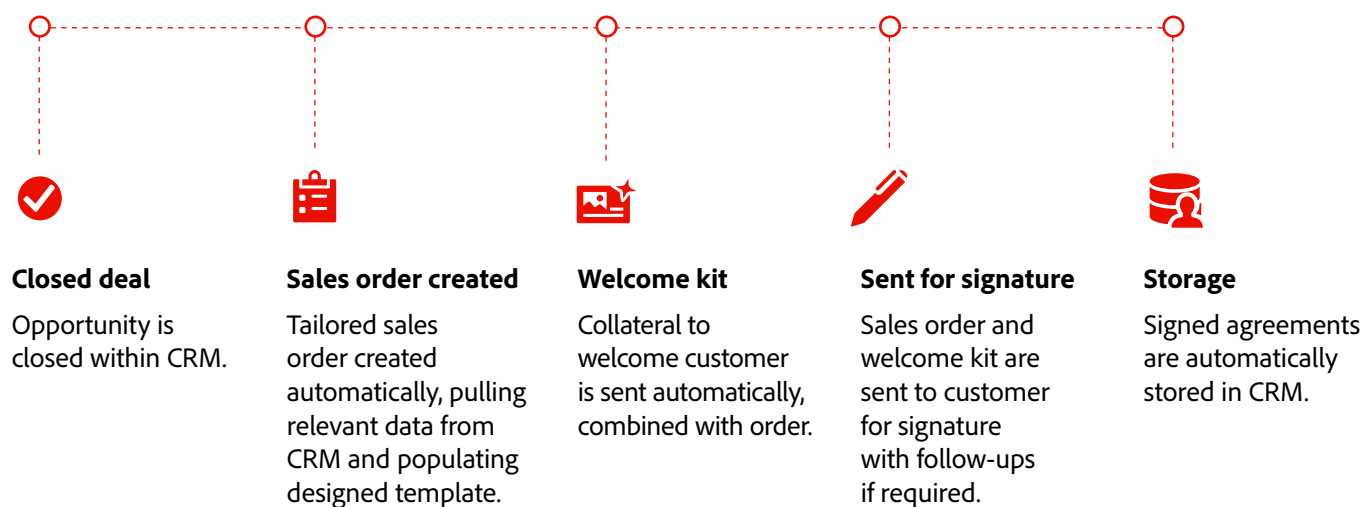 Closed deal
Opportunity is
closed within CRM.
Sales order created
Tailored sales
order created
automatically, pulling
relevant data from
CRM and populating
designed template.
Welcome kit
Collateral to
welcome customer
is sent automatically,
combined with order.
Sent for signature
Sales order and
welcome kit are
sent to customer
for signature
with follow-ups
if required.
Storage
Signed agreements
are automatically
stored in CRM.